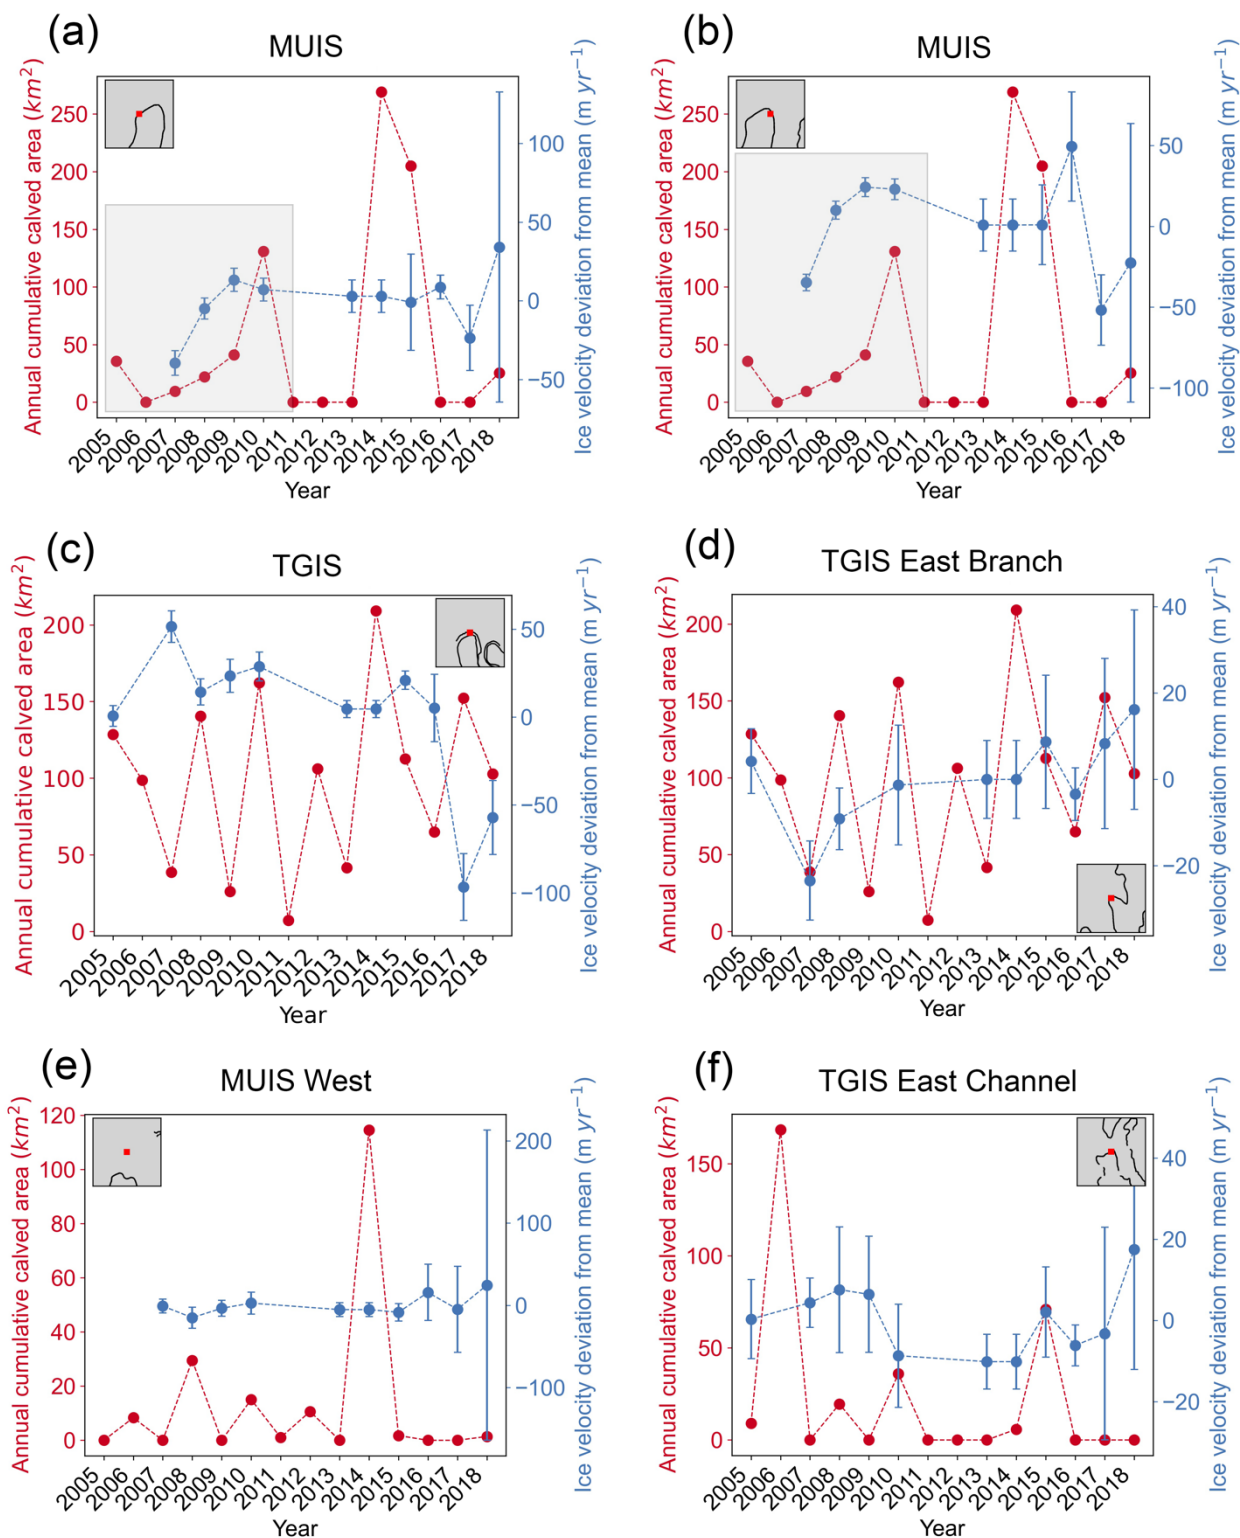 (a)
MUIS
Annual cumulative calved area (km²)
250
200
150
100
50
0
100
50
0
−50
Ice velocity deviation from mean (m yr⁻¹)
2005 2006 2007 2008 2009 2010 2011 2012 2013 2014 2015 2016 2017 2018
Year
(b)
MUIS
Annual cumulative calved area (km²)
250
200
150
100
50
0
50
0
−50
−100
Ice velocity deviation from mean (m yr⁻¹)
2005 2006 2007 2008 2009 2010 2011 2012 2013 2014 2015 2016 2017 2018
Year
(c)
TGIS
Annual cumulative calved area (km²)
200
150
100
50
0
50
0
−50
−100
Ice velocity deviation from mean (m yr⁻¹)
2005 2006 2007 2008 2009 2010 2011 2012 2013 2014 2015 2016 2017 2018
Year
(d)
TGIS East Branch
Annual cumulative calved area (km²)
200
150
100
50
0
40
20
0
−20
Ice velocity deviation from mean (m yr⁻¹)
2005 2006 2007 2008 2009 2010 2011 2012 2013 2014 2015 2016 2017 2018
Year
(e)
MUIS West
Annual cumulative calved area (km²)
120
100
80
60
40
20
0
200
100
0
−100
Ice velocity deviation from mean (m yr⁻¹)
2005 2006 2007 2008 2009 2010 2011 2012 2013 2014 2015 2016 2017 2018
Year
(f)
TGIS East Channel
Annual cumulative calved area (km²)
150
100
50
0
40
20
0
−20
Ice velocity deviation from mean (m yr⁻¹)
2005 2006 2007 2008 2009 2010 2011 2012 2013 2014 2015 2016 2017 2018
Year